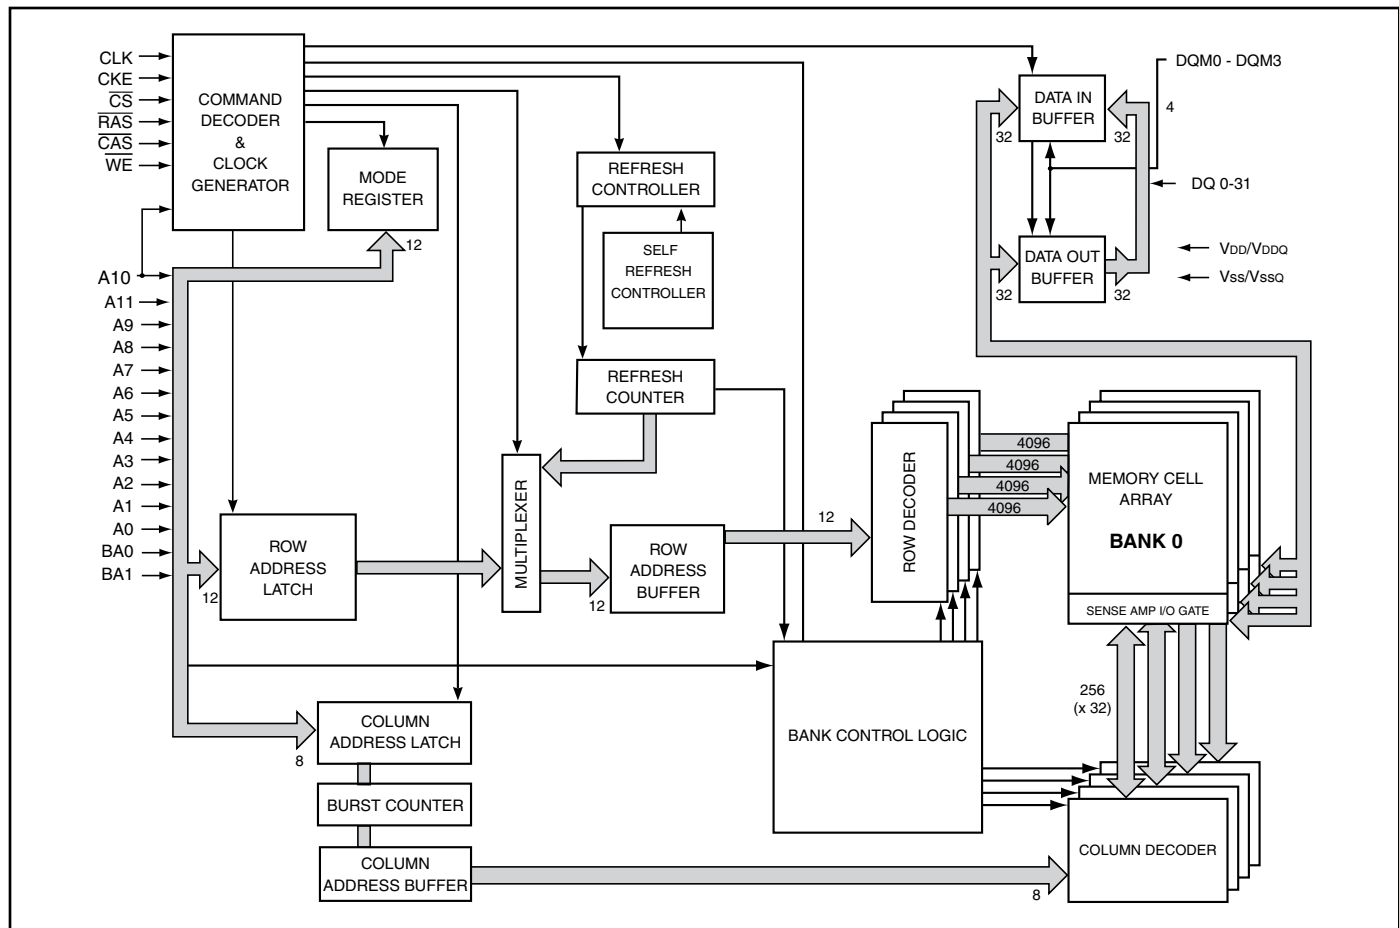 CLK
CKE
CS
RAS
CAS
WE
A10
A11
A9
A8
A7
A6
A5
A4
A3
A2
A1
A0
BA0
BA1
COMMAND
DECODER
&
CLOCK
GENERATOR
MODE
REGISTER
12
REFRESH
CONTROLLER
SELF
REFRESH
CONTROLLER
REFRESH
COUNTER
DATA IN
BUFFER
32
32
DQM0 - DQM3
4
DQ 0-31
VDD/VDDQ
VSS/VSSQ
DATA OUT
BUFFER
32
32
ROW
ADDRESS
LATCH
12
MULTIPLEXER
ROW
ADDRESS
BUFFER
12
12
ROW DECODER
4096
4096
4096
4096
MEMORY CELL
ARRAY
BANK 0
SENSE AMP I/O GATE
256
(x 32)
BANK CONTROL LOGIC
COLUMN
ADDRESS LATCH
8
BURST COUNTER
COLUMN
ADDRESS BUFFER
8
COLUMN DECODER